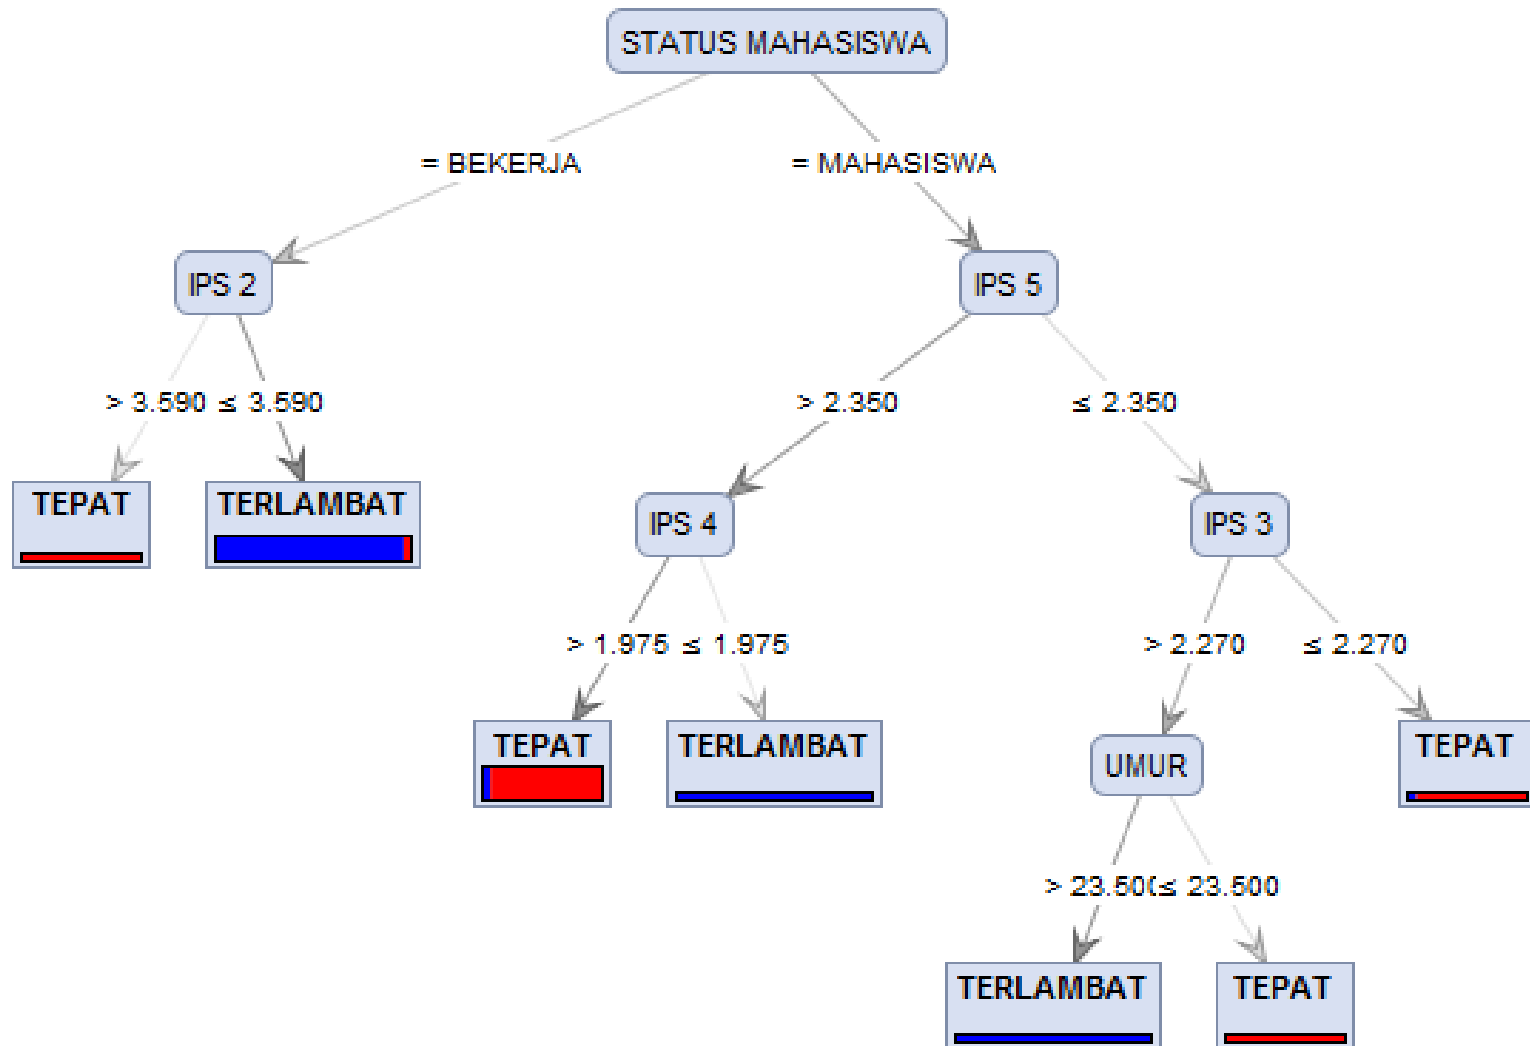 STATUS MAHASISWA
= BEKERJA
= MAHASISWA
IPS 2
IPS 5
> 3.590
≤ 3.590
> 2.350
≤ 2.350
TEPAT
TERLAMBAT
IPS 4
IPS 3
> 1.975
≤ 1.975
> 2.270
≤ 2.270
TEPAT
TERLAMBAT
UMUR
TEPAT
> 23.500
≤ 23.500
TERLAMBAT
TEPAT